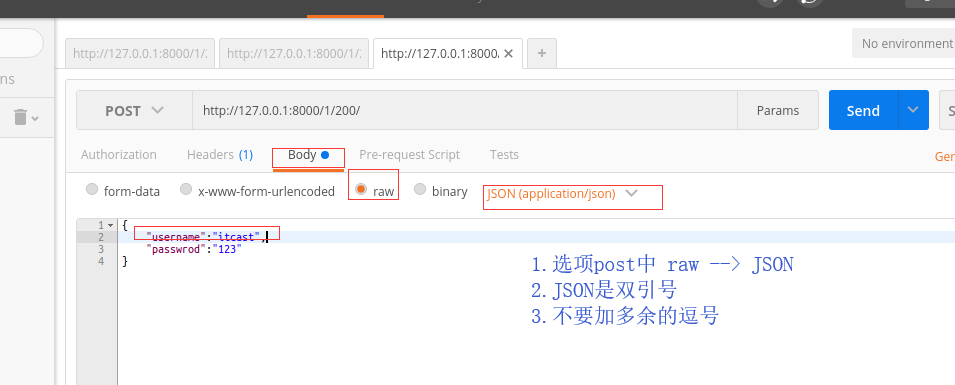 ns
http://127.0.0.1:8000/1/. http://127.0.0.1:8000/1/. http://127.0.0.1:8000/ ✕ + No environment
POST http://127.0.0.1:8000/1/200/ Params Send
Authorization Headers (1) Body Pre-request Script Tests
form-data x-www-form-urlencoded raw binary JSON (application/json)
1 {
2 "username":"itcast",
3 "passwrod":"123"
4 }
1.选项post中 raw --> JSON
2.JSON是双引号
3.不要加多余的逗号